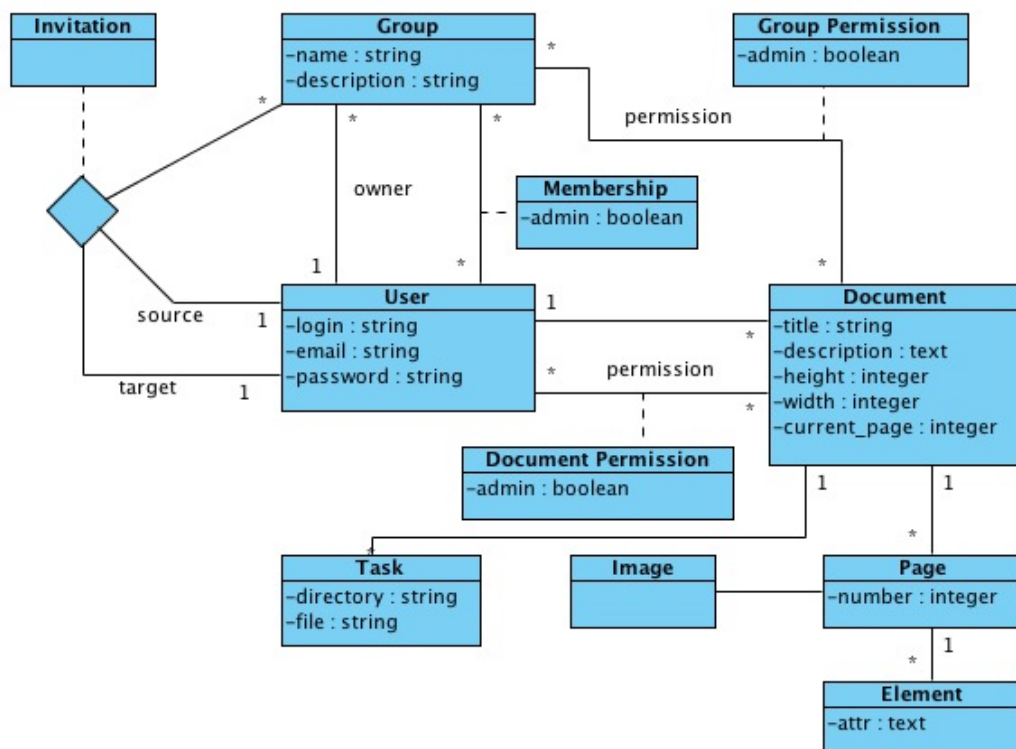 Invitation
Group
-name : string
-description : string
Group Permission
-admin : boolean
*
*
*
*
permission
owner
Membership
-admin : boolean
1
*
*
source
1
target
1
User
-login : string
-email : string
-password : string
1
*
*
permission
*
Document
-title : string
-description : text
-height : integer
-width : integer
-current_page : integer
Document Permission
-admin : boolean
1
1
*
*
Task
-directory : string
-file : string
Image
Page
-number : integer
1
*
Element
-attr : text